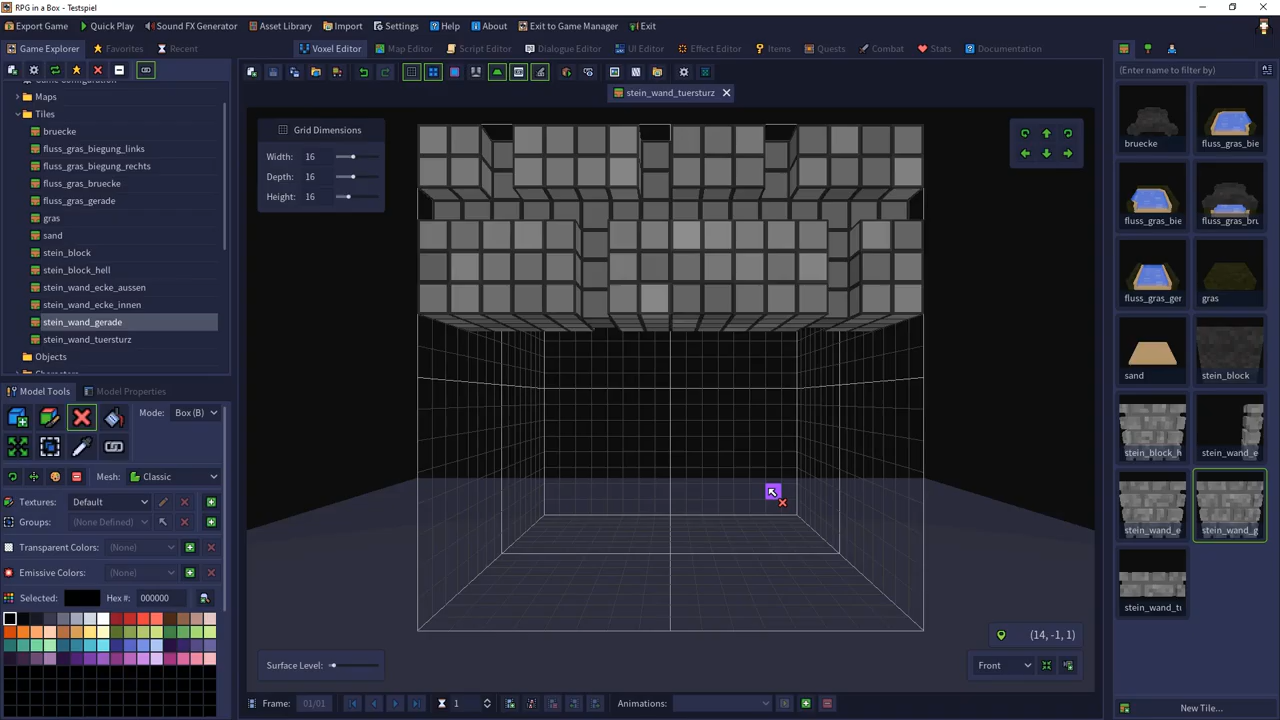 RPG in a Box - Testspiel
Export Game Quick Play Sound FX Generator Asset Library Import Settings Help About Exit to Game Manager Exit
Game Explorer Favorites Recent Voxel Editor Map Editor Script Editor Dialogue Editor UI Editor Effect Editor Items Quests Combat Stats Documentation
(Enter name to filter by)
stein_wand_tuersturz
Maps
Tiles
bruecke
fluss_gras_biegung_links
fluss_gras_biegung_rechts
fluss_gras_bruecke
fluss_gras_gerade
gras
sand
stein_block
stein_block_hell
stein_wand_ecke_aussen
stein_wand_ecke_innen
stein_wand_gerade
stein_wand_tuersturz
Objects
Grid Dimensions
Width: 16
Depth: 16
Height: 16
bruecke fluss_gras_bie
fluss_gras_bie fluss_gras_bru
fluss_gras_ger gras
sand stein_block
stein_block_h stein_wand_e
stein_wand_e stein_wand_g
stein_wand_tu
Model Tools Model Properties
Mode: Box (B)
Mesh: Classic
Textures: Default
Groups: (None Defined)
Transparent Colors: (None)
Emissive Colors: (None)
Selected: Hex #: 000000
(14, -1, 1)
Surface Level: Front
Frame: 01/01 1 Animations:
New Tile...